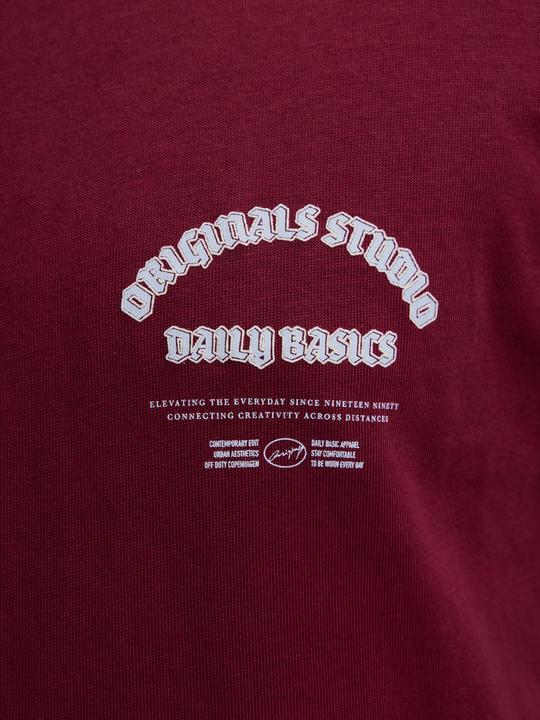 ORIGINALS STUDIO
DAILY BASICS
ELEVATING THE EVERYDAY SINCE NINETEEN NINETY
CONNECTING CREATIVITY ACROSS DISTANCES
CONTEMPORARY EDIT
URBAN AESTHETICS
OFF DUTY COPENHAGEN
DAILY BASIC APPAREL
STAY COMFORTABLE
TO BE WORN EVERY DAY